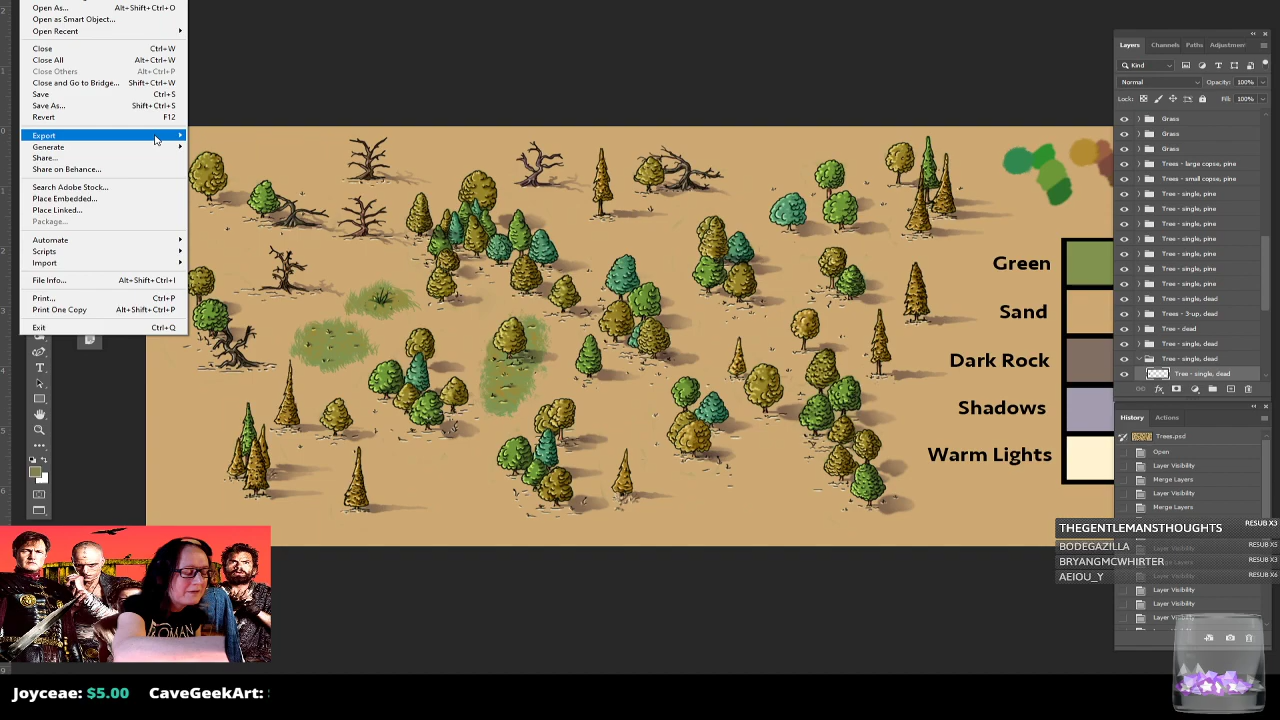 Open As... Alt+Shift+Ctrl+O
Open as Smart Object...
Open Recent
Close Ctrl+W
Close All Alt+Ctrl+W
Close Others Alt+Ctrl+P
Close and Go to Bridge... Shift+Ctrl+W
Save Ctrl+S
Save As... Shift+Ctrl+S
Revert F12
Export
Generate
Share...
Share on Behance...
Search Adobe Stock...
Place Embedded...
Place Linked...
Package...
Automate
Scripts
Import
File Info... Alt+Shift+Ctrl+I
Print... Ctrl+P
Print One Copy Alt+Shift+Ctrl+P
Exit Ctrl+Q
Green
Sand
Dark Rock
Shadows
Warm Lights
Layers Channels Paths Adjustmen
Kind
Normal Opacity: 100%
Lock: Fill: 100%
Grass
Grass
Grass
Trees - large copse, pine
Trees - small copse, pine
Tree - single, pine
Tree - single, pine
Tree - single, pine
Tree - single, pine
Tree - single, pine
Tree - single, pine
Tree - single, pine
Tree - single, dead
Trees - 3-up, dead
Tree - dead
Tree - single, dead
Tree - single, dead
Tree - single, dead
History Actions
Trees.psd
Open
Layer Visibility
Merge Layers
Layer Visibility
Merge Layers
Layer Visibility
Layer Visibility
Layer Visibility
THEGENTLEMANSTHOUGHTS RESUB X3
BODEGAZILLA RESUB X5
BRYANGMCWHIRTER RESUB X3
AEIOU_Y RESUB X6
ROMAN
Joyceae: $5.00 CaveGeekArt: